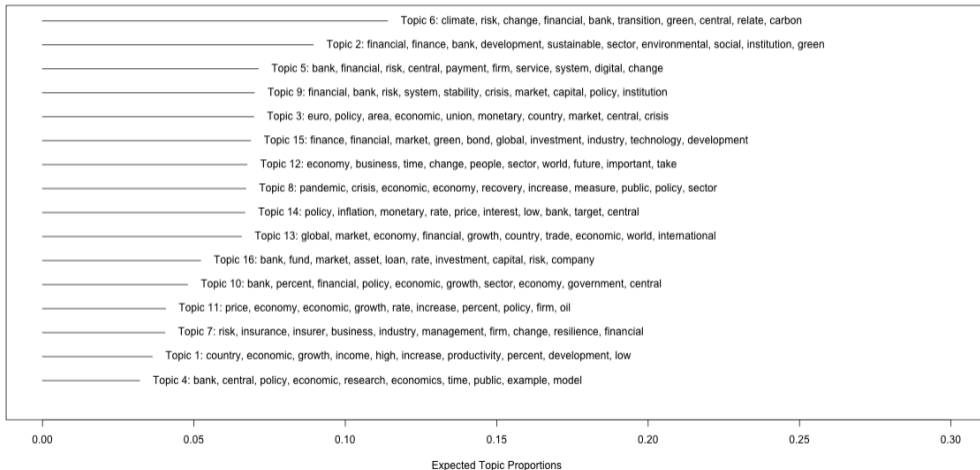 Topic 6: climate, risk, change, financial, bank, transition, green, central, relate, carbon
Topic 2: financial, finance, bank, development, sustainable, sector, environmental, social, institution, green
Topic 5: bank, financial, risk, central, payment, firm, service, system, digital, change
Topic 9: financial, bank, risk, system, stability, crisis, market, capital, policy, institution
Topic 3: euro, policy, area, economic, union, monetary, country, market, central, crisis
Topic 15: finance, financial, market, green, bond, global, investment, industry, technology, development
Topic 12: economy, business, time, change, people, sector, world, future, important, take
Topic 8: pandemic, crisis, economic, economy, recovery, increase, measure, public, policy, sector
Topic 14: policy, inflation, monetary, rate, price, interest, low, bank, target, central
Topic 13: global, market, economy, financial, growth, country, trade, economic, world, international
Topic 16: bank, fund, market, asset, loan, rate, investment, capital, risk, company
Topic 10: bank, percent, financial, policy, economic, growth, sector, economy, government, central
Topic 11: price, economy, economic, growth, rate, increase, percent, policy, firm, oil
Topic 7: risk, insurance, insurer, business, industry, management, firm, change, resilience, financial
Topic 1: country, economic, growth, income, high, increase, productivity, percent, development, low
Topic 4: bank, central, policy, economic, research, economics, time, public, example, model
0.00 0.05 0.10 0.15 0.20 0.25 0.30
Expected Topic Proportions